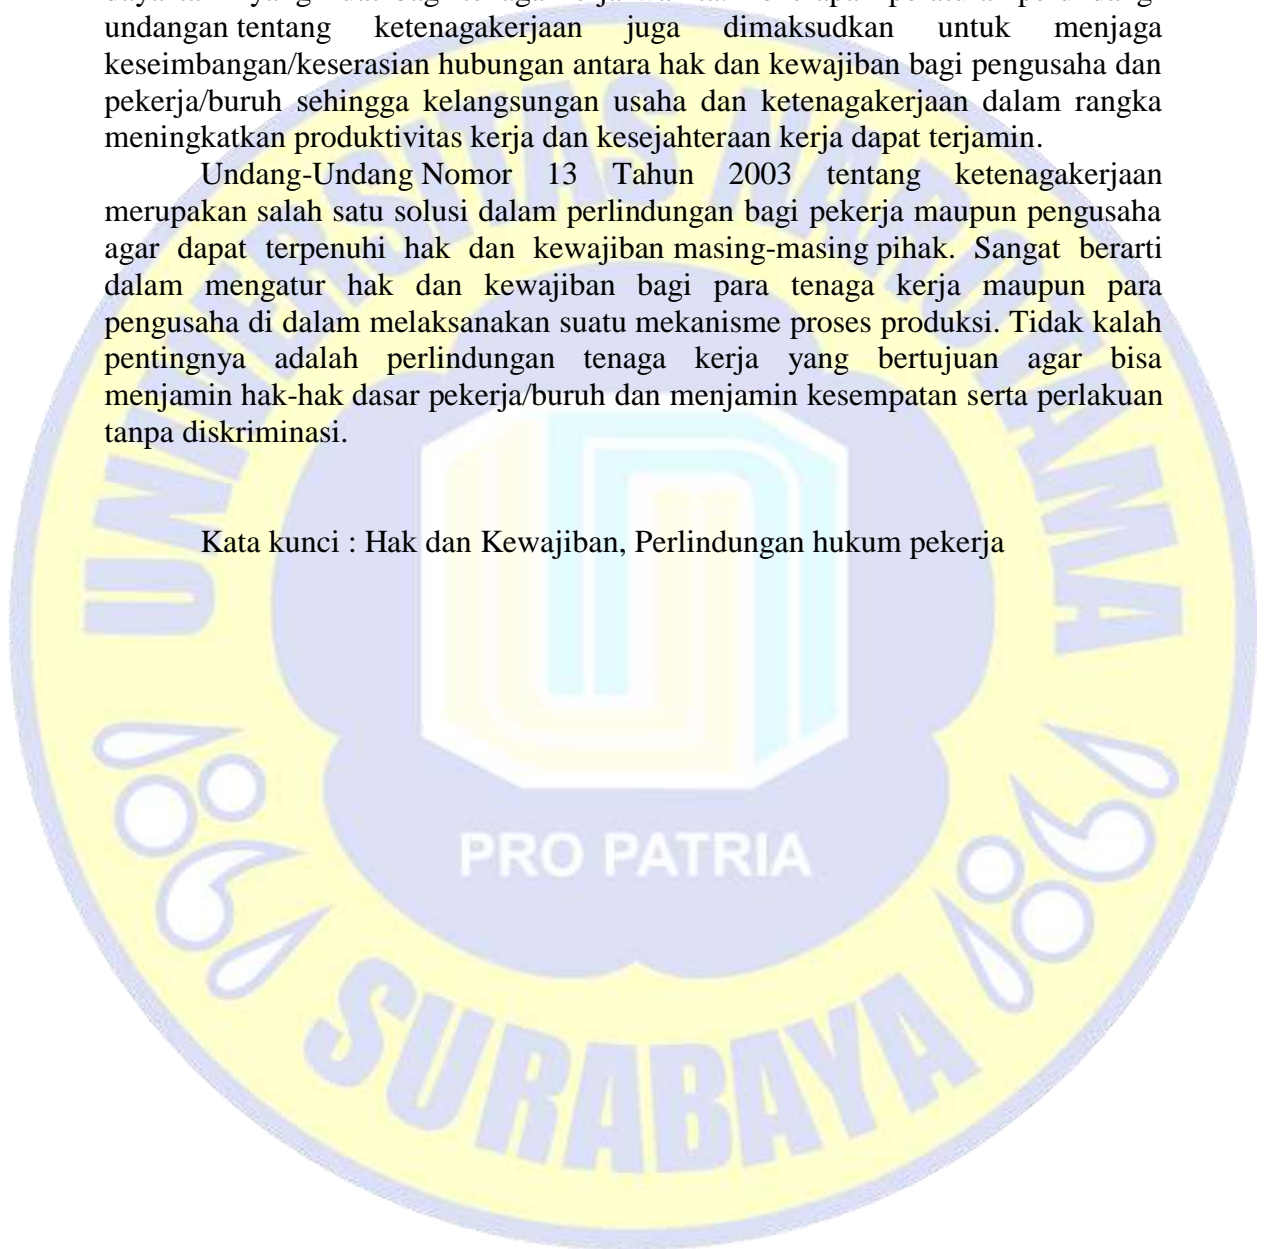 undangan tentang ketenagakerjaan juga dimaksudkan untuk menjaga
keseimbangan/keserasian hubungan antara hak dan kewajiban bagi pengusaha dan
pekerja/buruh sehingga kelangsungan usaha dan ketenagakerjaan dalam rangka
meningkatkan produktivitas kerja dan kesejahteraan kerja dapat terjamin.
Undang-Undang Nomor 13 Tahun 2003 tentang ketenagakerjaan
merupakan salah satu solusi dalam perlindungan bagi pekerja maupun pengusaha
agar dapat terpenuhi hak dan kewajiban masing-masing pihak. Sangat berarti
dalam mengatur hak dan kewajiban bagi para tenaga kerja maupun para
pengusaha di dalam melaksanakan suatu mekanisme proses produksi. Tidak kalah
pentingnya adalah perlindungan tenaga kerja yang bertujuan agar bisa
menjamin hak-hak dasar pekerja/buruh dan menjamin kesempatan serta perlakuan
tanpa diskriminasi.
Kata kunci : Hak dan Kewajiban, Perlindungan hukum pekerja
UNIVERSITAS NAROTAMA
PRO PATRIA
SURABAYA